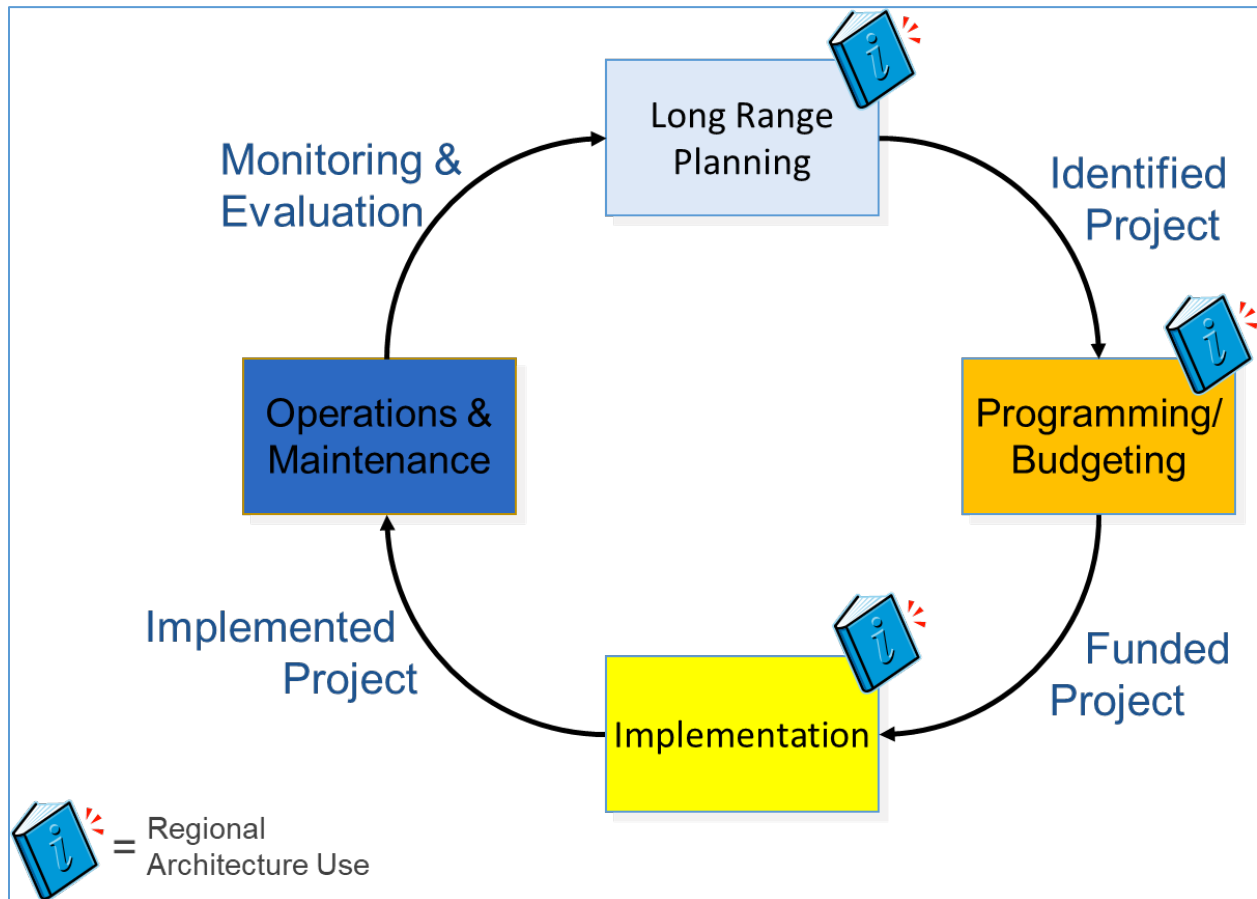 Long Range
Planning
Monitoring &
Evaluation
Identified
Project
Operations &
Maintenance
Programming/
Budgeting
Implemented
Project
Funded
Project
Implementation
i
i
i
i
= Regional
Architecture Use